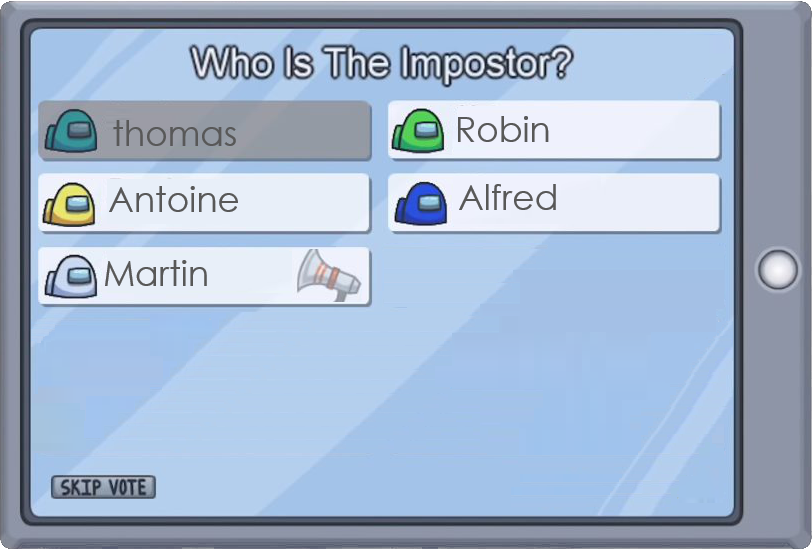 Who Is The Impostor?
thomas
Robin
Antoine
Alfred
Martin
SKIP VOTE